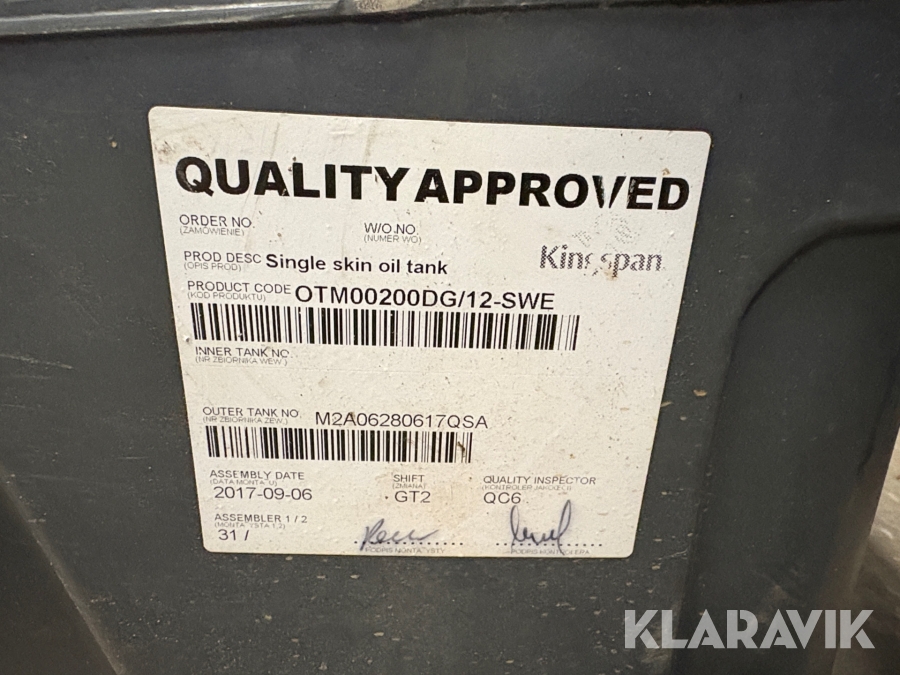 QUALITY APPROVED
ORDER NO.
(ZAMÓWIENIE)
W/O NO.
(NUMER WO)
Kingspan
PROD DESC Single skin oil tank
(OPIS PROD)
PRODUCT CODE OTM00200DG/12-SWE
(KOD PRODUKTU)
INNER TANK NO.
(NR ZBIORNIKA WEW.)
OUTER TANK NO. M2A06280617QSA
(NR ZBIORNIKA ZEW.)
ASSEMBLY DATE SHIFT QUALITY INSPECTOR
(ZMIANA)
2017-09-06 GT2 QC6
ASSEMBLER 1 / 2
31 /
KLARAVIK